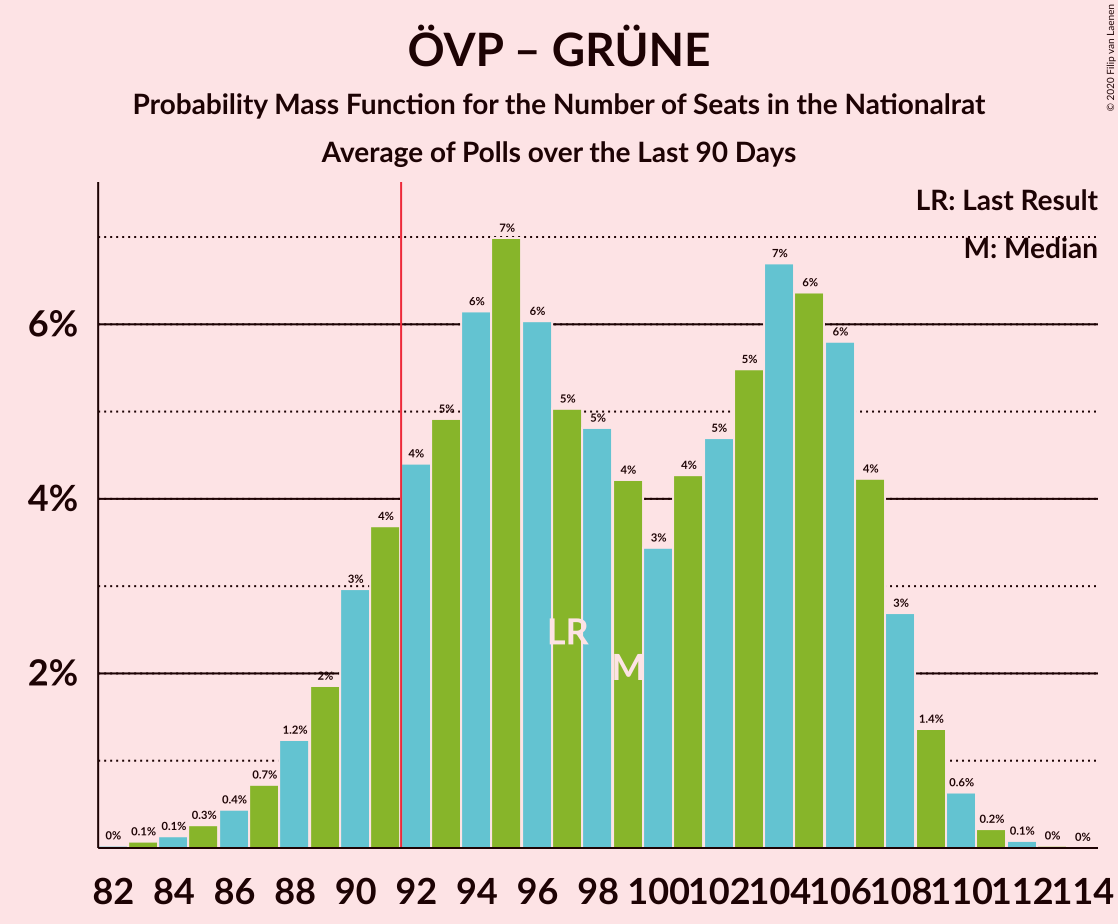 ÖVP – GRÜNE
Probability Mass Function for the Number of Seats in the Nationalrat
Average of Polls over the Last 90 Days
© 2020 Filip van Laenen
LR: Last Result
M: Median
6%
4%
2%
0% 0.1% 0.1% 0.3% 0.4% 0.7% 1.2% 2% 3% 4% 4% 5% 6% 7% 6% 5% 5% 4% 3% 4% 5% 5% 7% 6% 6% 4% 3% 1.4% 0.6% 0.2% 0.1% 0% 0%
LR
M
82 84 86 88 90 92 94 96 98 100 102 104 106 108 110 112 114